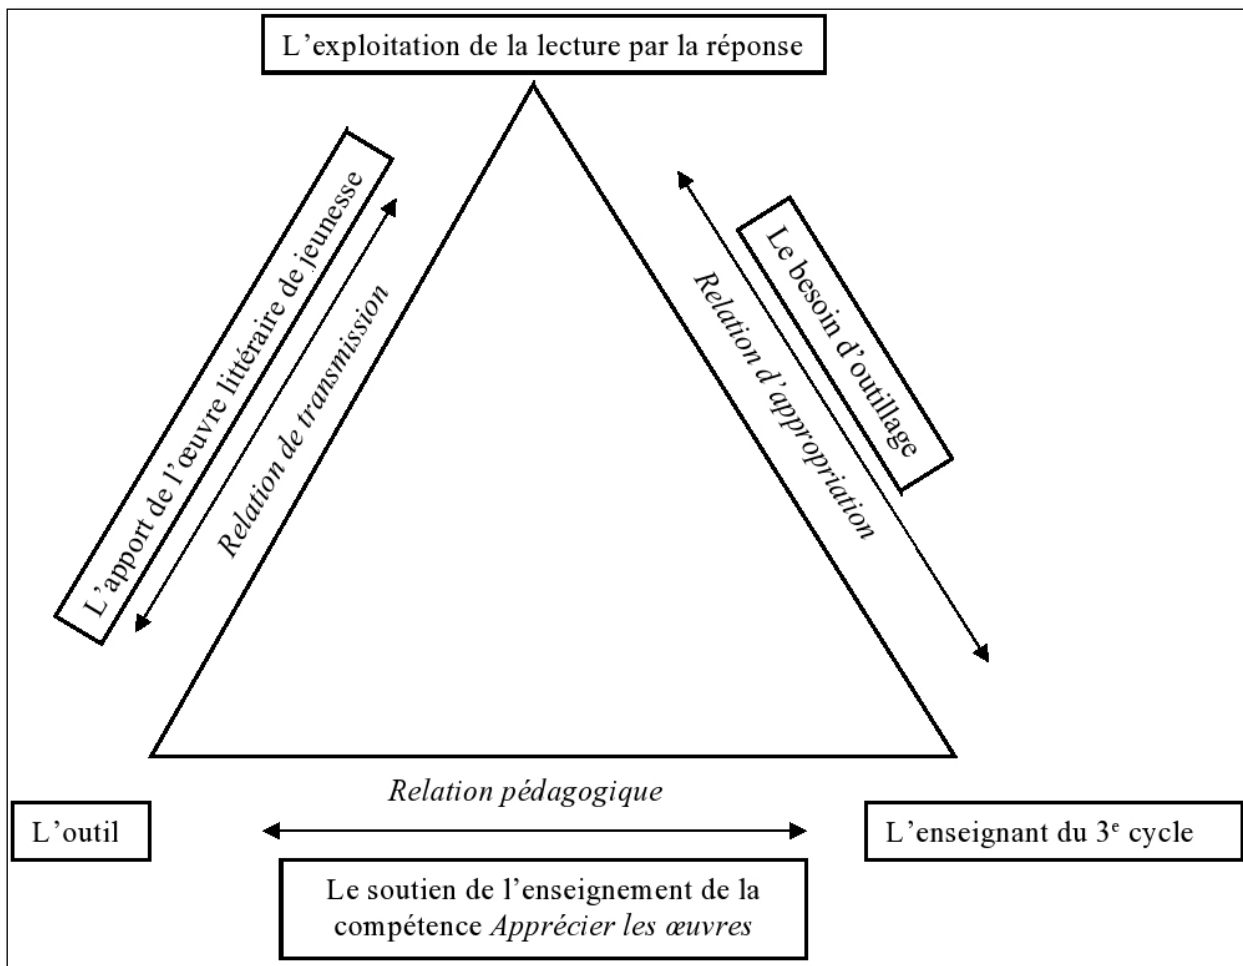 L'exploitation de la lecture par la réponse
L'apport de l'œuvre littéraire de jeunesse
Relation de transmission
Le besoin d'outillage
Relation d'appropriation
Relation pédagogique
L'outil
L'enseignant du 3e cycle
Le soutien de l'enseignement de la
compétence Apprécier les œuvres